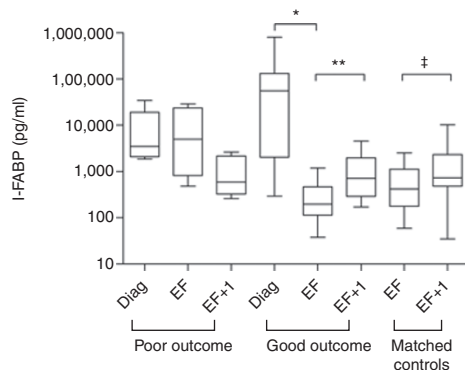 I-FABP (pg/ml)
1,000,000
1,00,000
10,000
1,000
100
10
*
**
‡
Diag
EF
EF+1
Diag
EF
EF+1
EF
EF+1
Poor outcome
Good outcome
Matched
controls